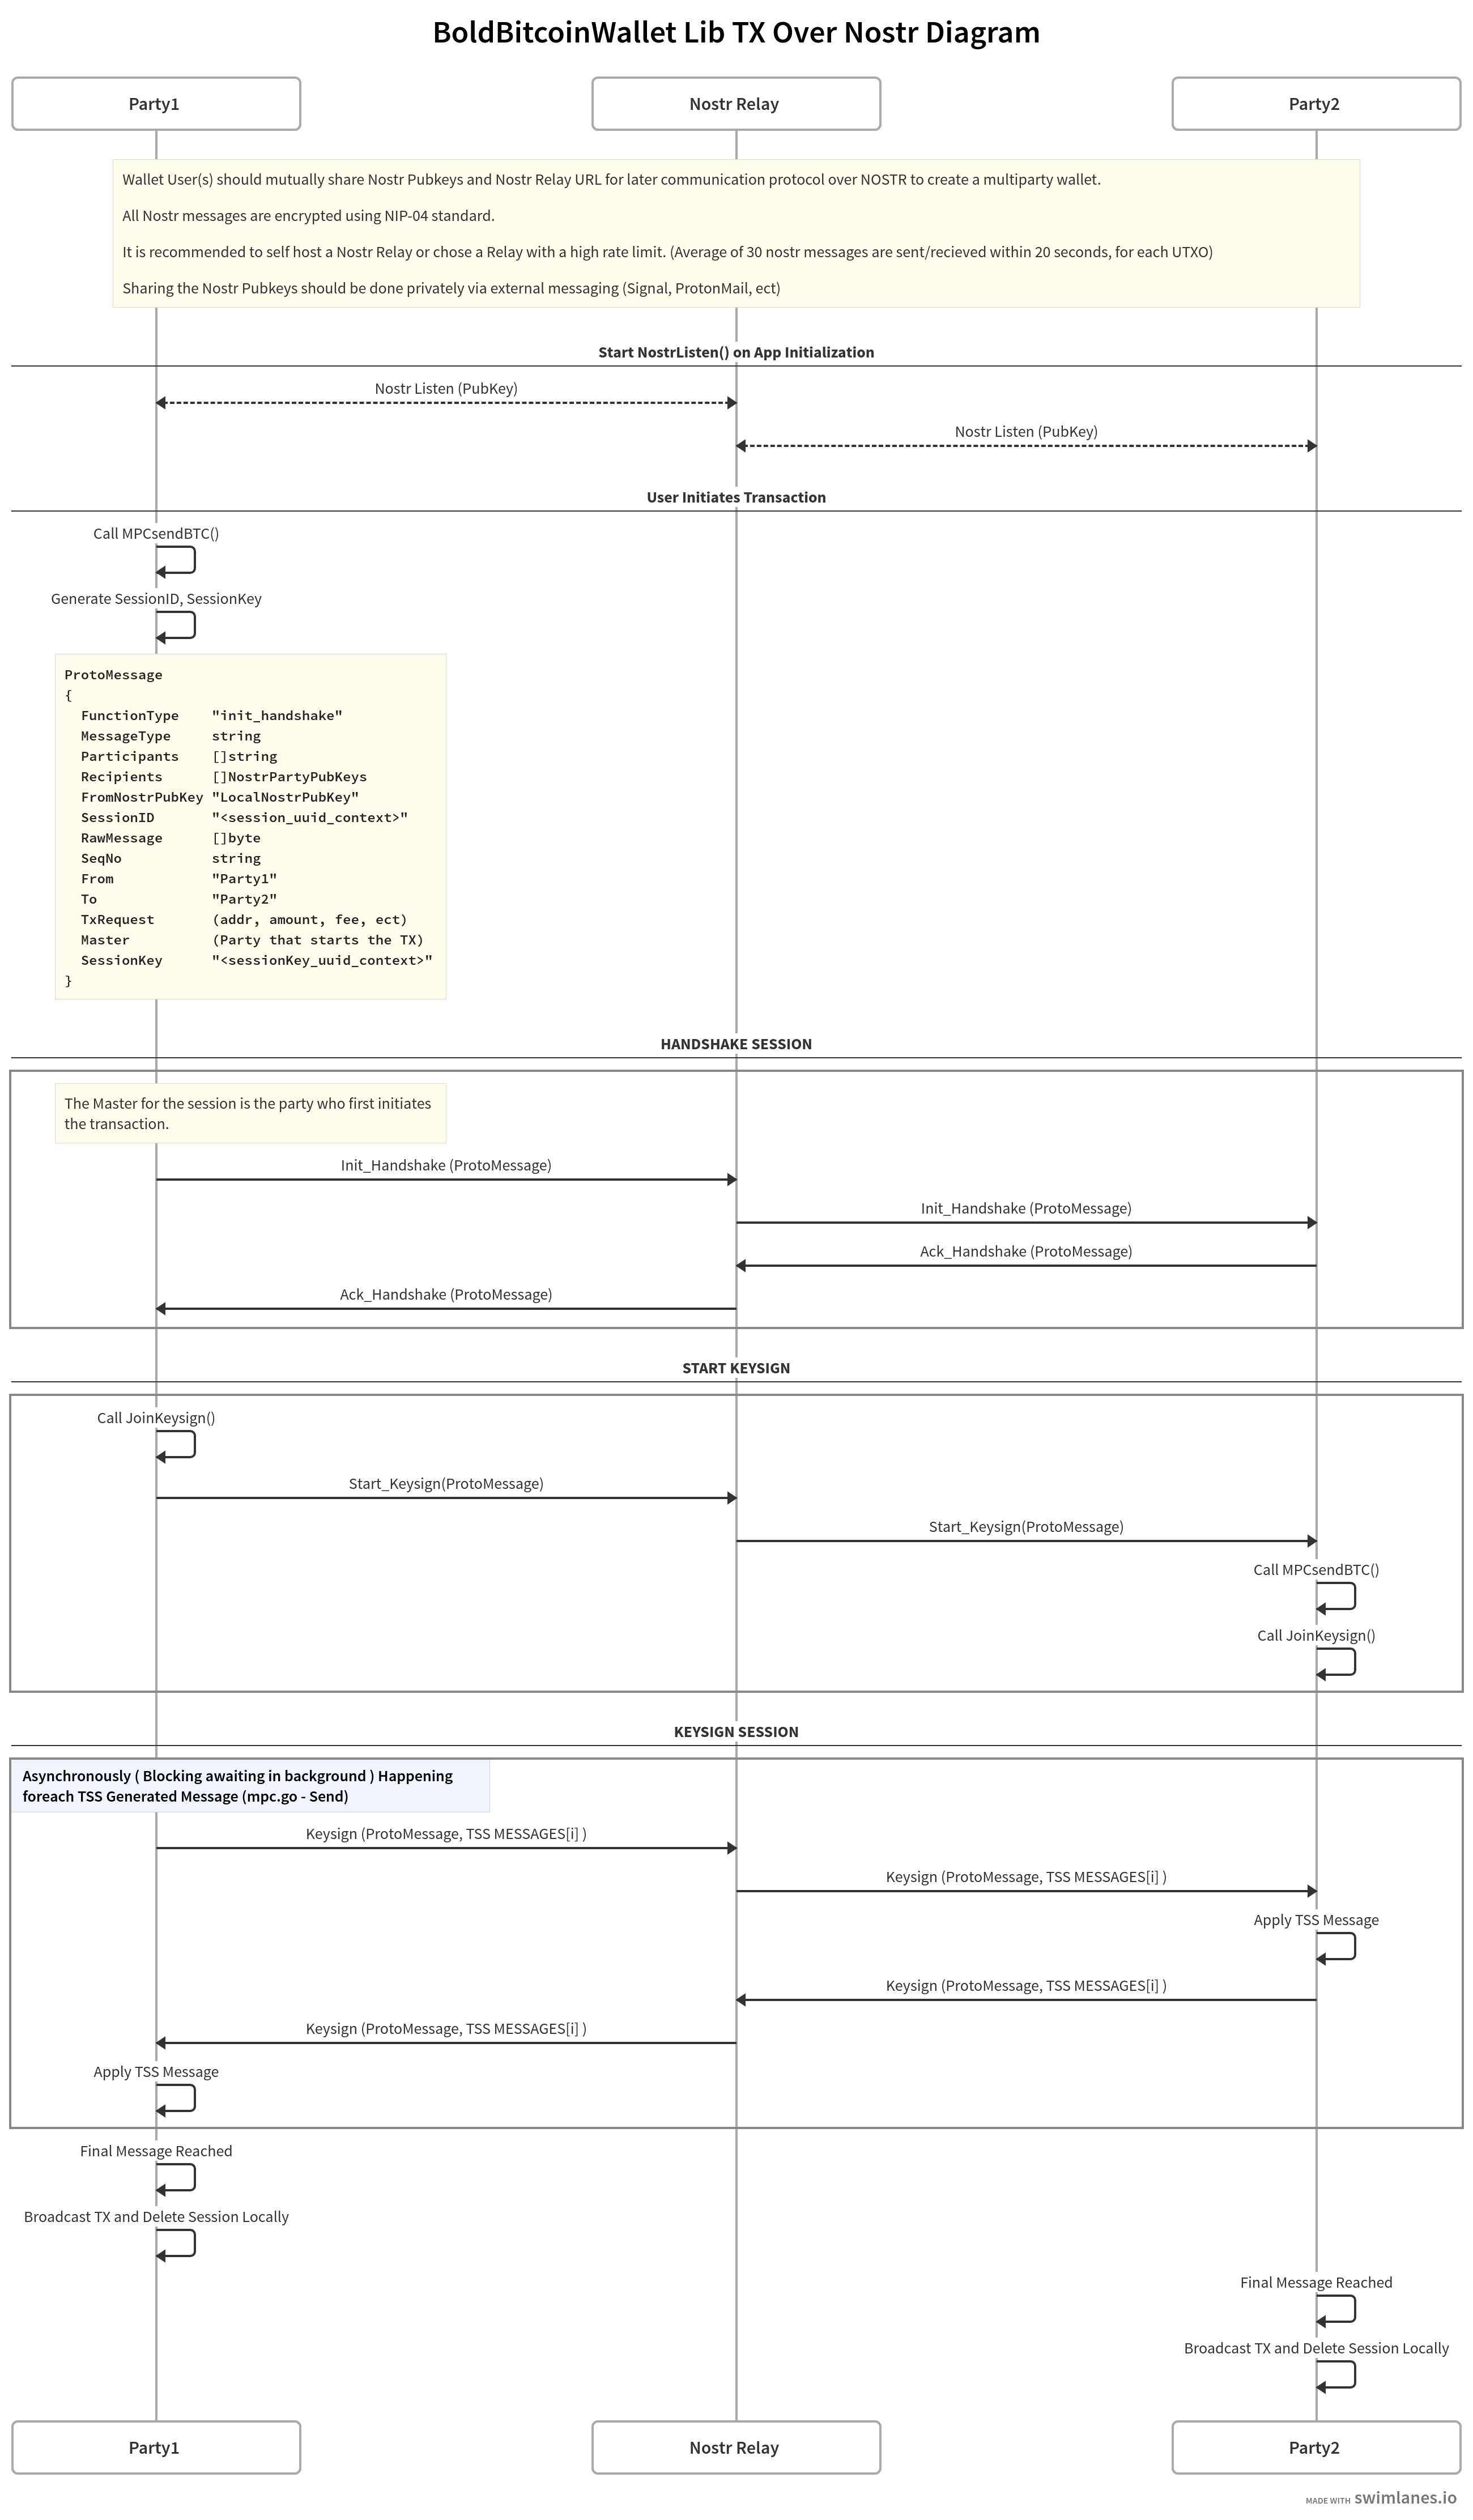 BoldBitcoinWallet Lib TX Over Nostr Diagram
Party1
Nostr Relay
Party2
Wallet User(s) should mutually share Nostr Pubkeys and Nostr Relay URL for later communication protocol over NOSTR to create a multiparty wallet.
All Nostr messages are encrypted using NIP-04 standard.
It is recommended to self host a Nostr Relay or chose a Relay with a high rate limit. (Average of 30 nostr messages are sent/recieved within 20 seconds, for each UTXO)
Sharing the Nostr Pubkeys should be done privately via external messaging (Signal, ProtonMail, ect)
Start NostrListen() on App Initialization
Nostr Listen (PubKey)
Nostr Listen (PubKey)
User Initiates Transaction
Call MPCsendBTC()
Generate SessionID, SessionKey
ProtoMessage
{
FunctionType "init_handshake"
MessageType string
Participants []string
Recipients []NostrPartyPubKeys
FromNostrPubKey "LocalNostrPubKey"
SessionID "<session_uuid_context>"
RawMessage []byte
SeqNo string
From "Party1"
To "Party2"
TxRequest (addr, amount, fee, ect)
Master (Party that starts the TX)
SessionKey "<sessionKey_uuid_context>"
}
HANDSHAKE SESSION
The Master for the session is the party who first initiates
the transaction.
Init_Handshake (ProtoMessage)
Init_Handshake (ProtoMessage)
Ack_Handshake (ProtoMessage)
Ack_Handshake (ProtoMessage)
START KEYSIGN
Call JoinKeysign()
Start_Keysign(ProtoMessage)
Start_Keysign(ProtoMessage)
Call MPCsendBTC()
Call JoinKeysign()
KEYSIGN SESSION
Asynchronously ( Blocking awaiting in background ) Happening
foreach TSS Generated Message (mpc.go - Send)
Keysign (ProtoMessage, TSS MESSAGES[i] )
Keysign (ProtoMessage, TSS MESSAGES[i] )
Apply TSS Message
Keysign (ProtoMessage, TSS MESSAGES[i] )
Keysign (ProtoMessage, TSS MESSAGES[i] )
Apply TSS Message
Final Message Reached
Broadcast TX and Delete Session Locally
Final Message Reached
Broadcast TX and Delete Session Locally
Party1
Nostr Relay
Party2
MADE WITH swimlanes.io